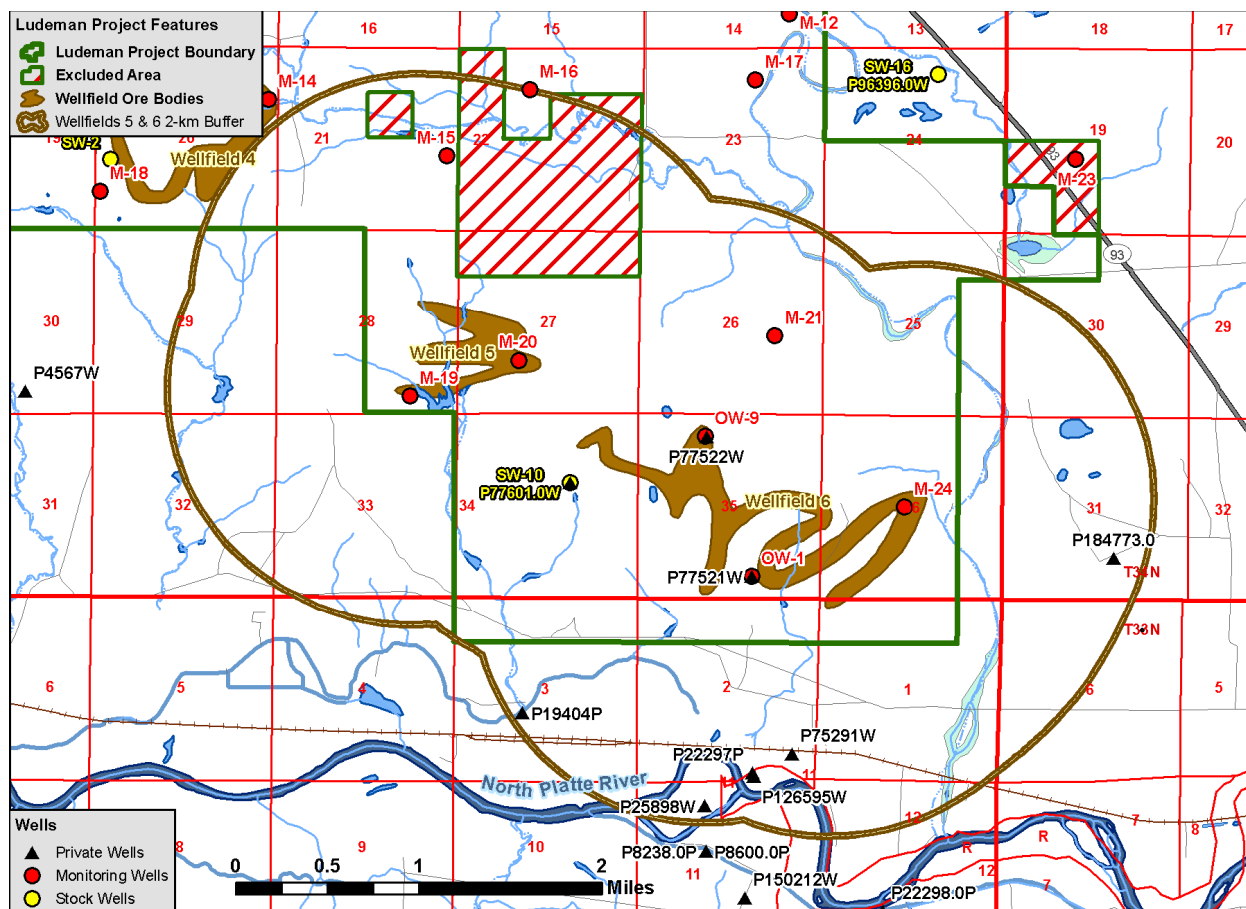 Ludeman Project Features
Ludeman Project Boundary
Excluded Area
Wellfield Ore Bodies
Wellfields 5 & 6 2-km Buffer
16
15
14
M-12
13
18
17
M-14
M-16
M-17
SW-16
P96396.0W
19
20
21
M-15
22
23
24
19
20
SW-2
M-18
Wellfield 4
93
M-23
93
30
29
28
27
26
M-21
25
30
29
Wellfield 5
M-20
M-19
P4567W
OW-9
P77522W
SW-10
P77601.0W
31
32
33
34
35
Wellfield 6
M-24
6
31
32
P184773.0
OW-1
P77521W
T34N
T33N
6
5
4
3
2
1
6
5
P19404P
P75291W
P22297P
11
11
P126595W
North Platte River
P25898W
12
7
8
R
R
8
9
10
11
P8238.0P
P8600.0P
12
7
P150212W
P22298.0P
Wells
Private Wells
Monitoring Wells
Stock Wells
0
0.5
1
2
Miles